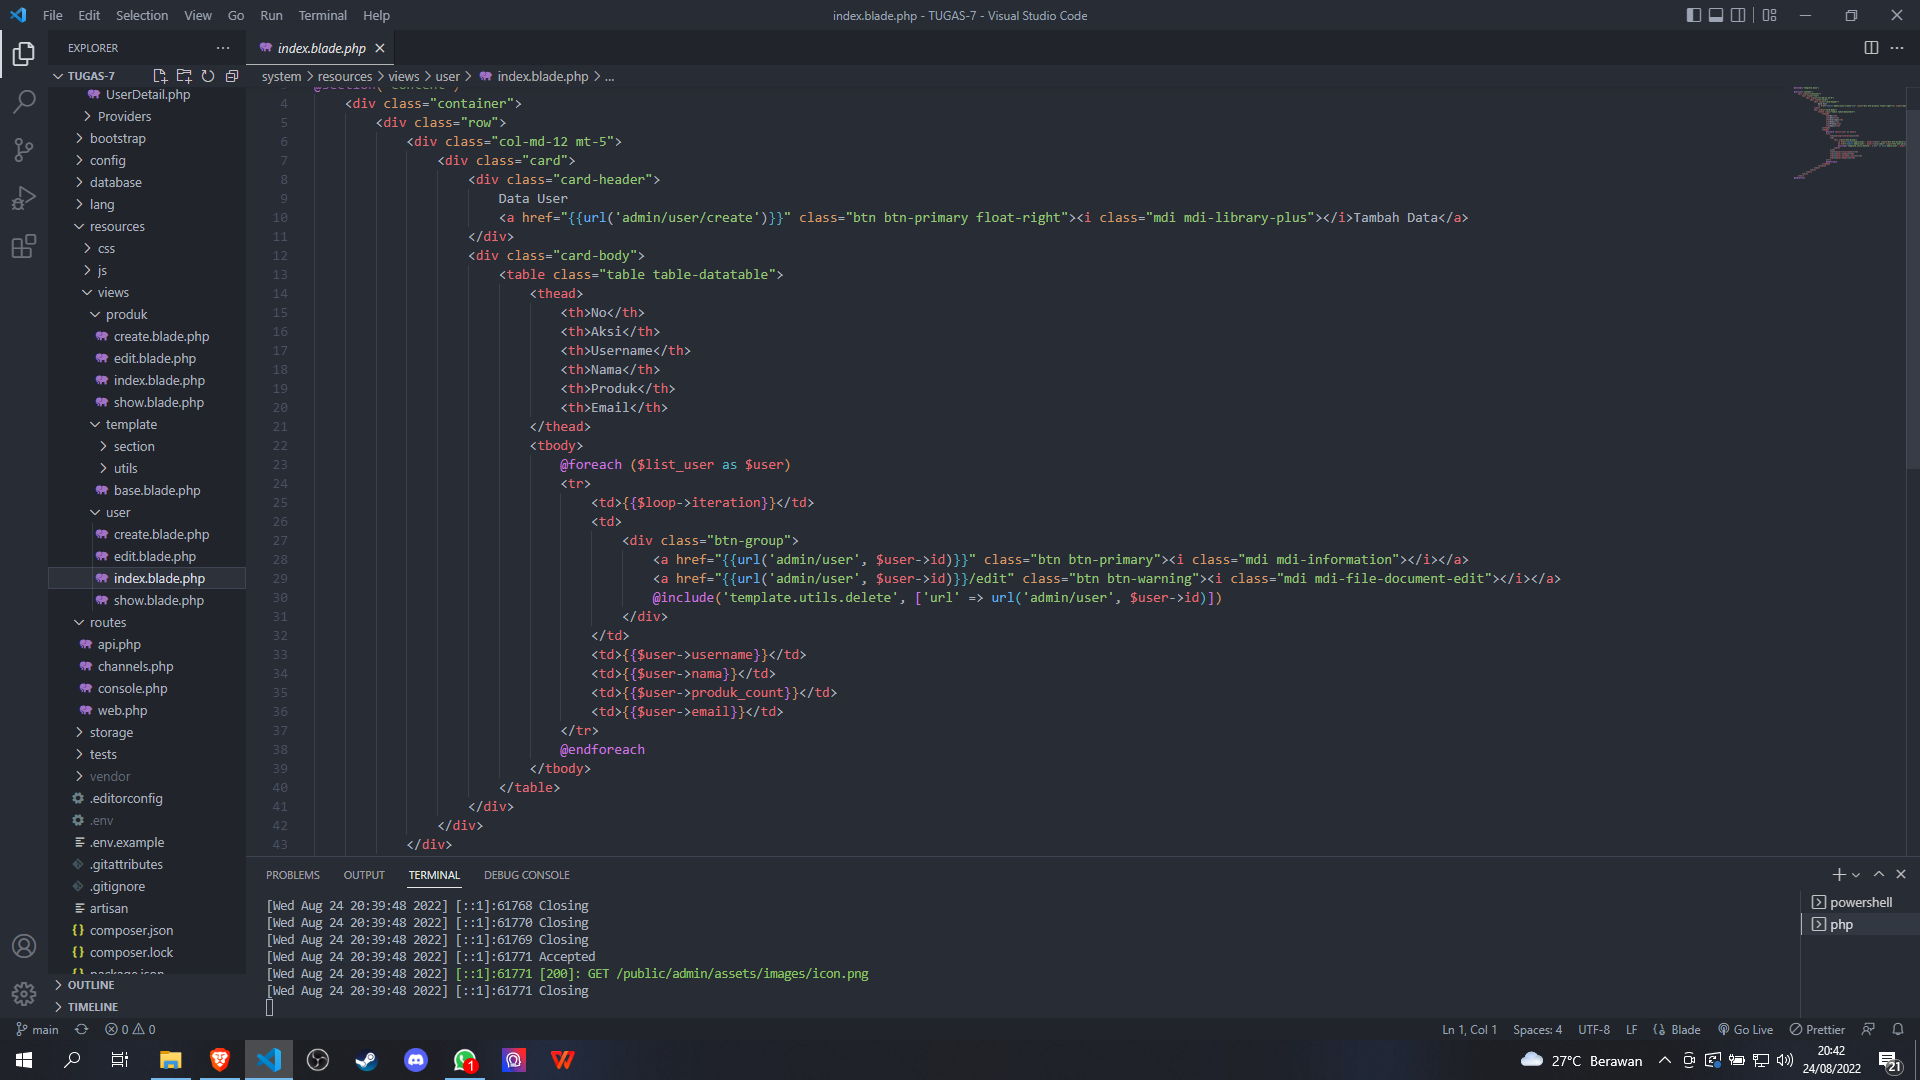 File Edit Selection View Go Run Terminal Help
index.blade.php - TUGAS-7 - Visual Studio Code
EXPLORER
TUGAS-7
UserDetail.php
Providers
bootstrap
config
database
lang
resources
css
js
views
produk
create.blade.php
edit.blade.php
index.blade.php
show.blade.php
template
section
utils
base.blade.php
user
create.blade.php
edit.blade.php
index.blade.php
show.blade.php
routes
api.php
channels.php
console.php
web.php
storage
tests
vendor
.editorconfig
.env
.env.example
.gitattributes
.gitignore
artisan
composer.json
composer.lock
package.json
OUTLINE
TIMELINE
index.blade.php
system > resources > views > user > index.blade.php > ...
3 @section('content')
4 <div class="container">
5 <div class="row">
6 <div class="col-md-12 mt-5">
7 <div class="card">
8 <div class="card-header">
9 Data User
10 <a href="{{url('admin/user/create')}}" class="btn btn-primary float-right"><i class="mdi mdi-library-plus"></i>Tambah Data</a>
11 </div>
12 <div class="card-body">
13 <table class="table table-datatable">
14 <thead>
15 <th>No</th>
16 <th>Aksi</th>
17 <th>Username</th>
18 <th>Nama</th>
19 <th>Produk</th>
20 <th>Email</th>
21 </thead>
22 <tbody>
23 @foreach ($list_user as $user)
24 <tr>
25 <td>{{$loop->iteration}}</td>
26 <td>
27 <div class="btn-group">
28 <a href="{{url('admin/user', $user->id)}}" class="btn btn-primary"><i class="mdi mdi-information"></i></a>
29 <a href="{{url('admin/user', $user->id)}}/edit" class="btn btn-warning"><i class="mdi mdi-file-document-edit"></i></a>
30 @include('template.utils.delete', ['url' => url('admin/user', $user->id)])
31 </div>
32 </td>
33 <td>{{$user->username}}</td>
34 <td>{{$user->nama}}</td>
35 <td>{{$user->produk_count}}</td>
36 <td>{{$user->email}}</td>
37 </tr>
38 @endforeach
39 </tbody>
40 </table>
41 </div>
42 </div>
43 </div>
PROBLEMS OUTPUT TERMINAL DEBUG CONSOLE
[Wed Aug 24 20:39:48 2022] [::1]:61768 Closing
[Wed Aug 24 20:39:48 2022] [::1]:61770 Closing
[Wed Aug 24 20:39:48 2022] [::1]:61769 Closing
[Wed Aug 24 20:39:48 2022] [::1]:61771 Accepted
[Wed Aug 24 20:39:48 2022] [::1]:61771 [200]: GET /public/admin/assets/images/icon.png
[Wed Aug 24 20:39:48 2022] [::1]:61771 Closing
powershell
php
main 0 0
Ln 1, Col 1 Spaces: 4 UTF-8 LF Blade Go Live Prettier
1
27°C Berawan
20:42
24/08/2022
21